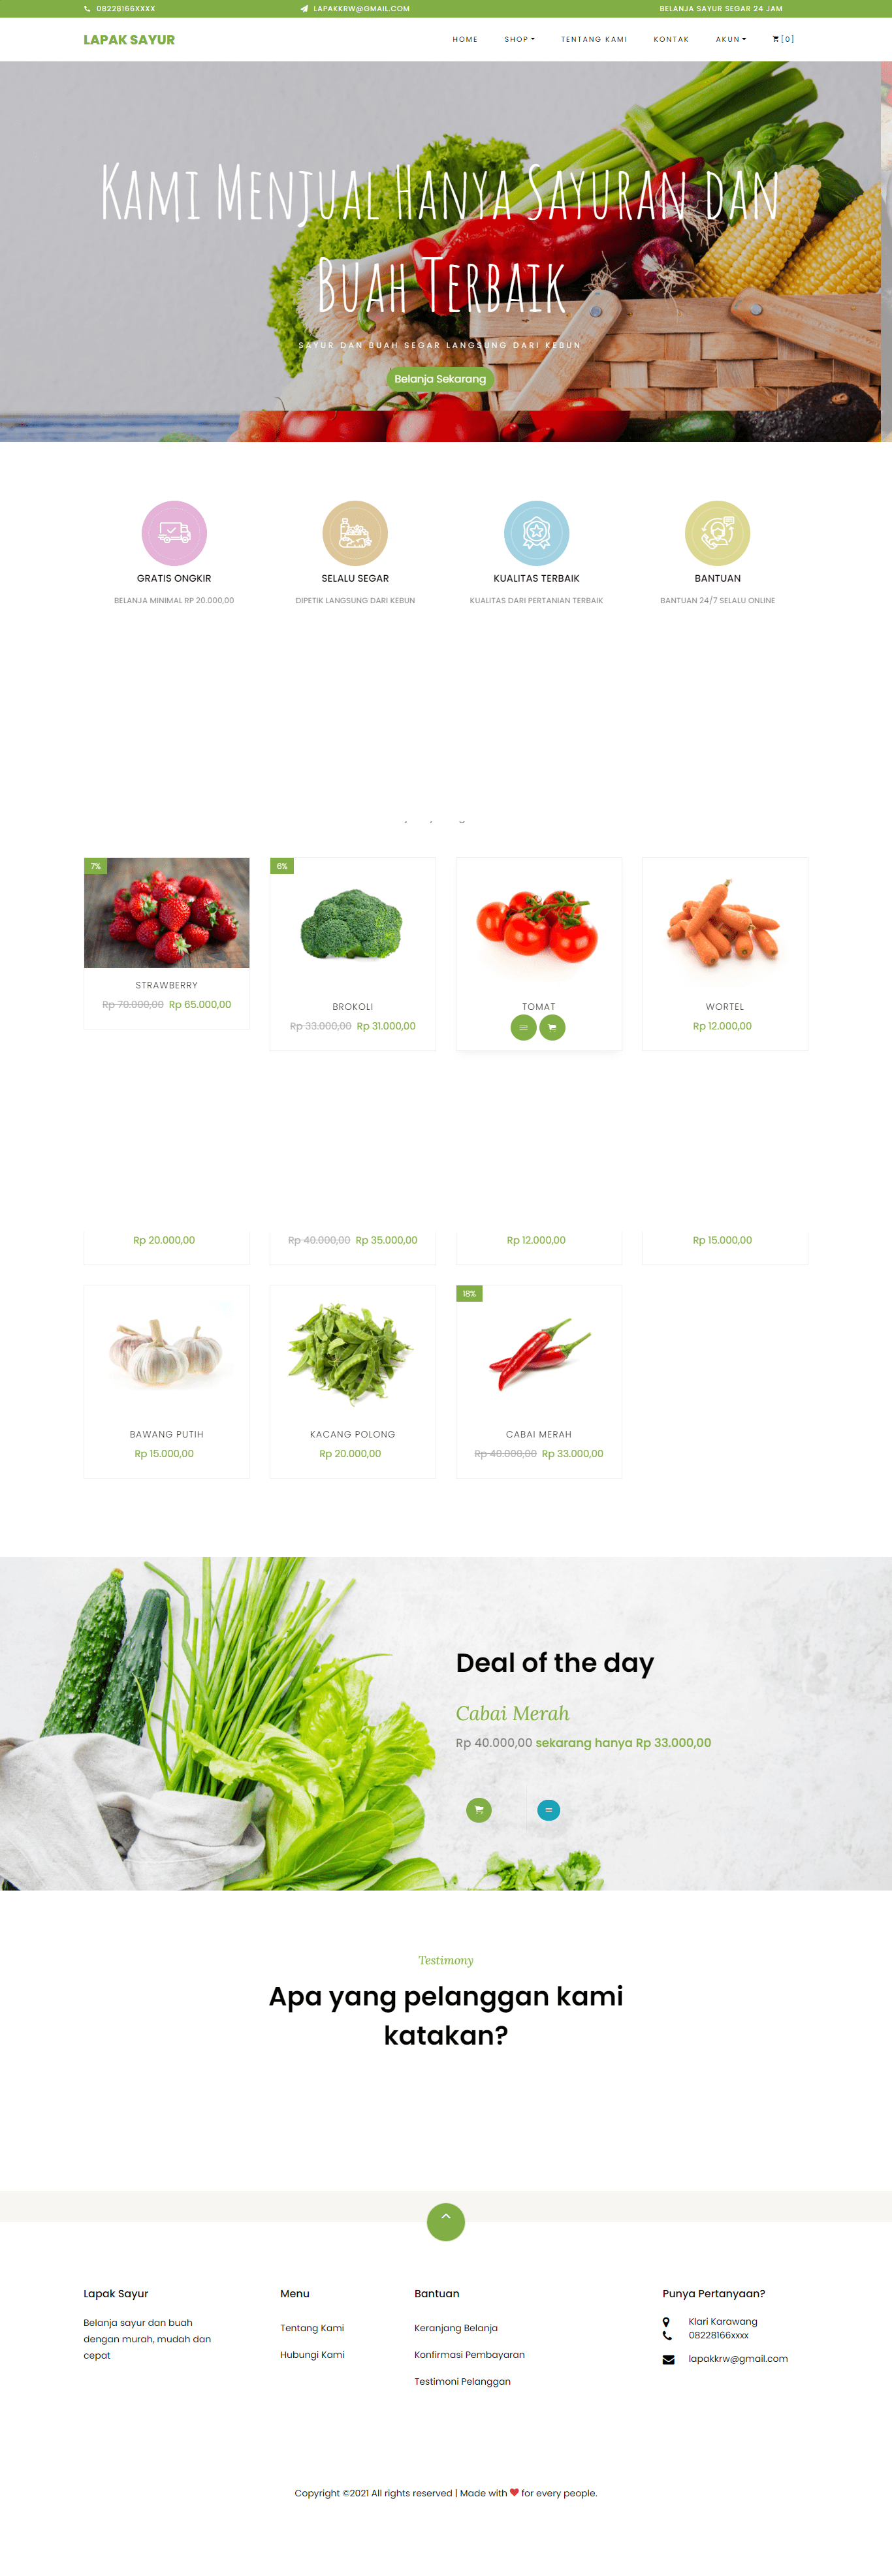 08228166XXXX
LAPAKKRW@GMAIL.COM
BELANJA SAYUR SEGAR 24 JAM
LAPAK SAYUR
HOME
SHOP
TENTANG KAMI
KONTAK
AKUN
[0]
Kami Menjual Hanya Sayuran dan
Buah Terbaik
SAYUR DAN BUAH SEGAR LANGSUNG DARI KEBUN
Belanja Sekarang
GRATIS ONGKIR
SELALU SEGAR
KUALITAS TERBAIK
BANTUAN
BELANJA MINIMAL RP 20.000,00
DIPETIK LANGSUNG DARI KEBUN
KUALITAS DARI PERTANIAN TERBAIK
BANTUAN 24/7 SELALU ONLINE
7%
6%
STRAWBERRY
Rp 70.000,00 Rp 65.000,00
BROKOLI
Rp 33.000,00 Rp 31.000,00
TOMAT
WORTEL
Rp 12.000,00
Rp 20.000,00
Rp 40.000,00 Rp 35.000,00
Rp 12.000,00
Rp 15.000,00
18%
BAWANG PUTIH
Rp 15.000,00
KACANG POLONG
Rp 20.000,00
CABAI MERAH
Rp 40.000,00 Rp 33.000,00
Deal of the day
Cabai Merah
Rp 40.000,00 sekarang hanya Rp 33.000,00
Testimony
Apa yang pelanggan kami
katakan?
Lapak Sayur
Belanja sayur dan buah
dengan murah, mudah dan
cepat
Menu
Tentang Kami
Hubungi Kami
Bantuan
Keranjang Belanja
Konfirmasi Pembayaran
Testimoni Pelanggan
Punya Pertanyaan?
Klari Karawang
08228166xxxx
lapakkrw@gmail.com
Copyright ©2021 All rights reserved | Made with ❤ for every people.